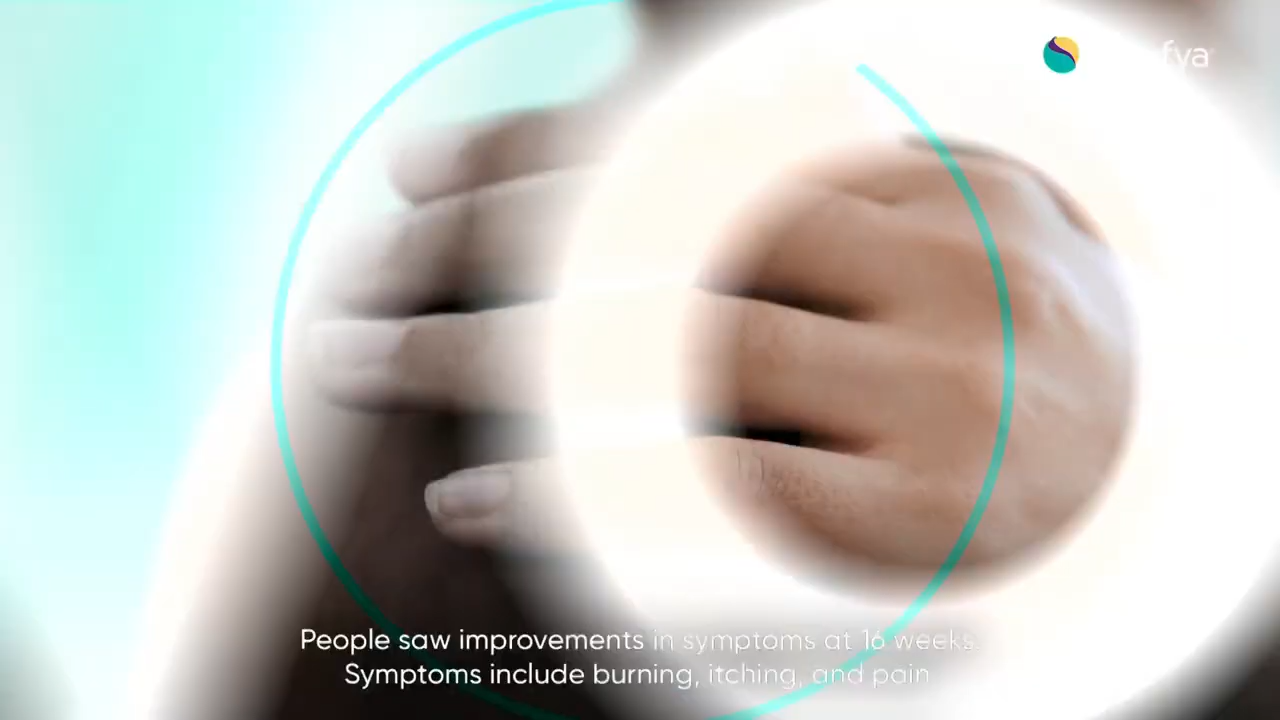 People saw improvements in symptoms at 16 weeks.
Symptoms include burning, itching, and pain